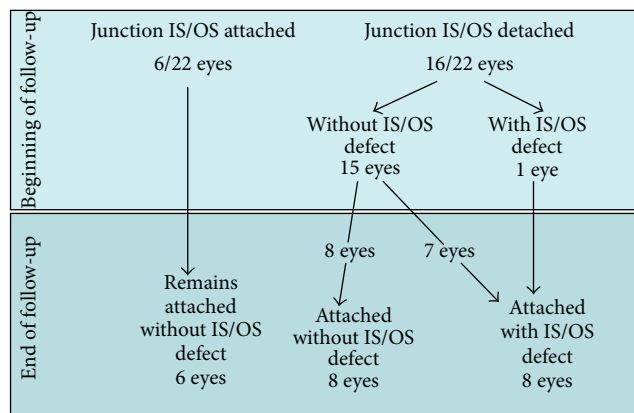 Beginning of follow-up
Junction IS/OS attached
6/22 eyes
Junction IS/OS detached
16/22 eyes
Without IS/OS
defect
15 eyes
With IS/OS
defect
1 eye
End of follow-up
8 eyes
7 eyes
Remains
attached
without IS/OS
defect
6 eyes
Attached
without IS/OS
defect
8 eyes
Attached
with IS/OS
defect
8 eyes